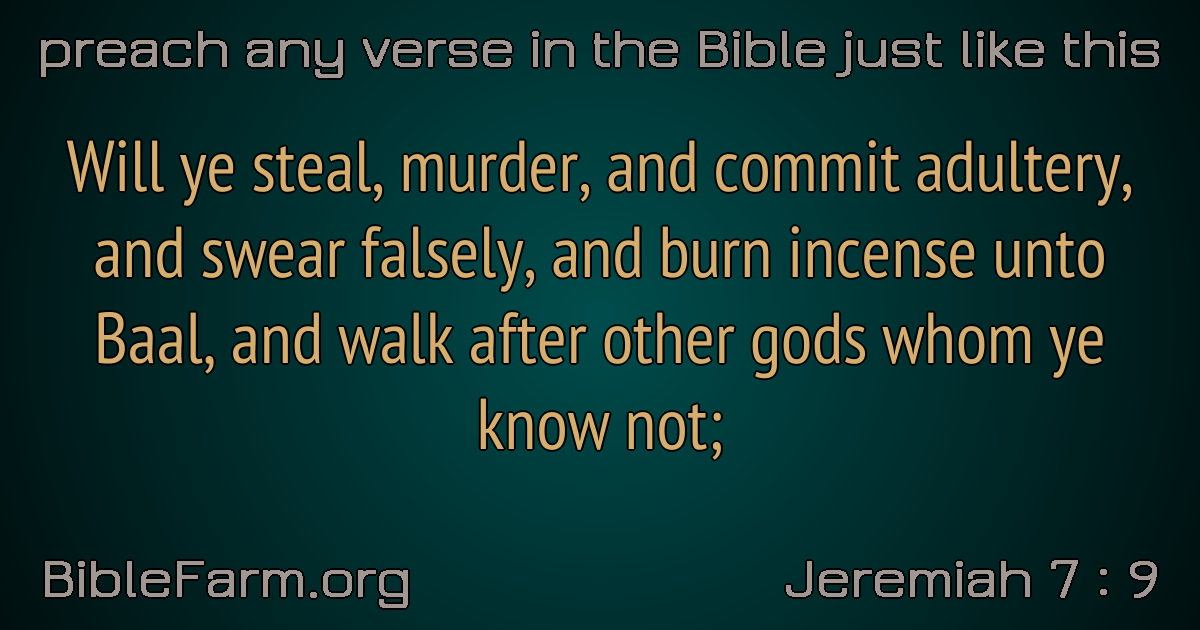 preach any verse in the Bible just like this
Will ye steal, murder, and commit adultery,
and swear falsely, and burn incense unto
Baal, and walk after other gods whom ye
know not;
BibleFarm.org
Jeremiah 7 : 9